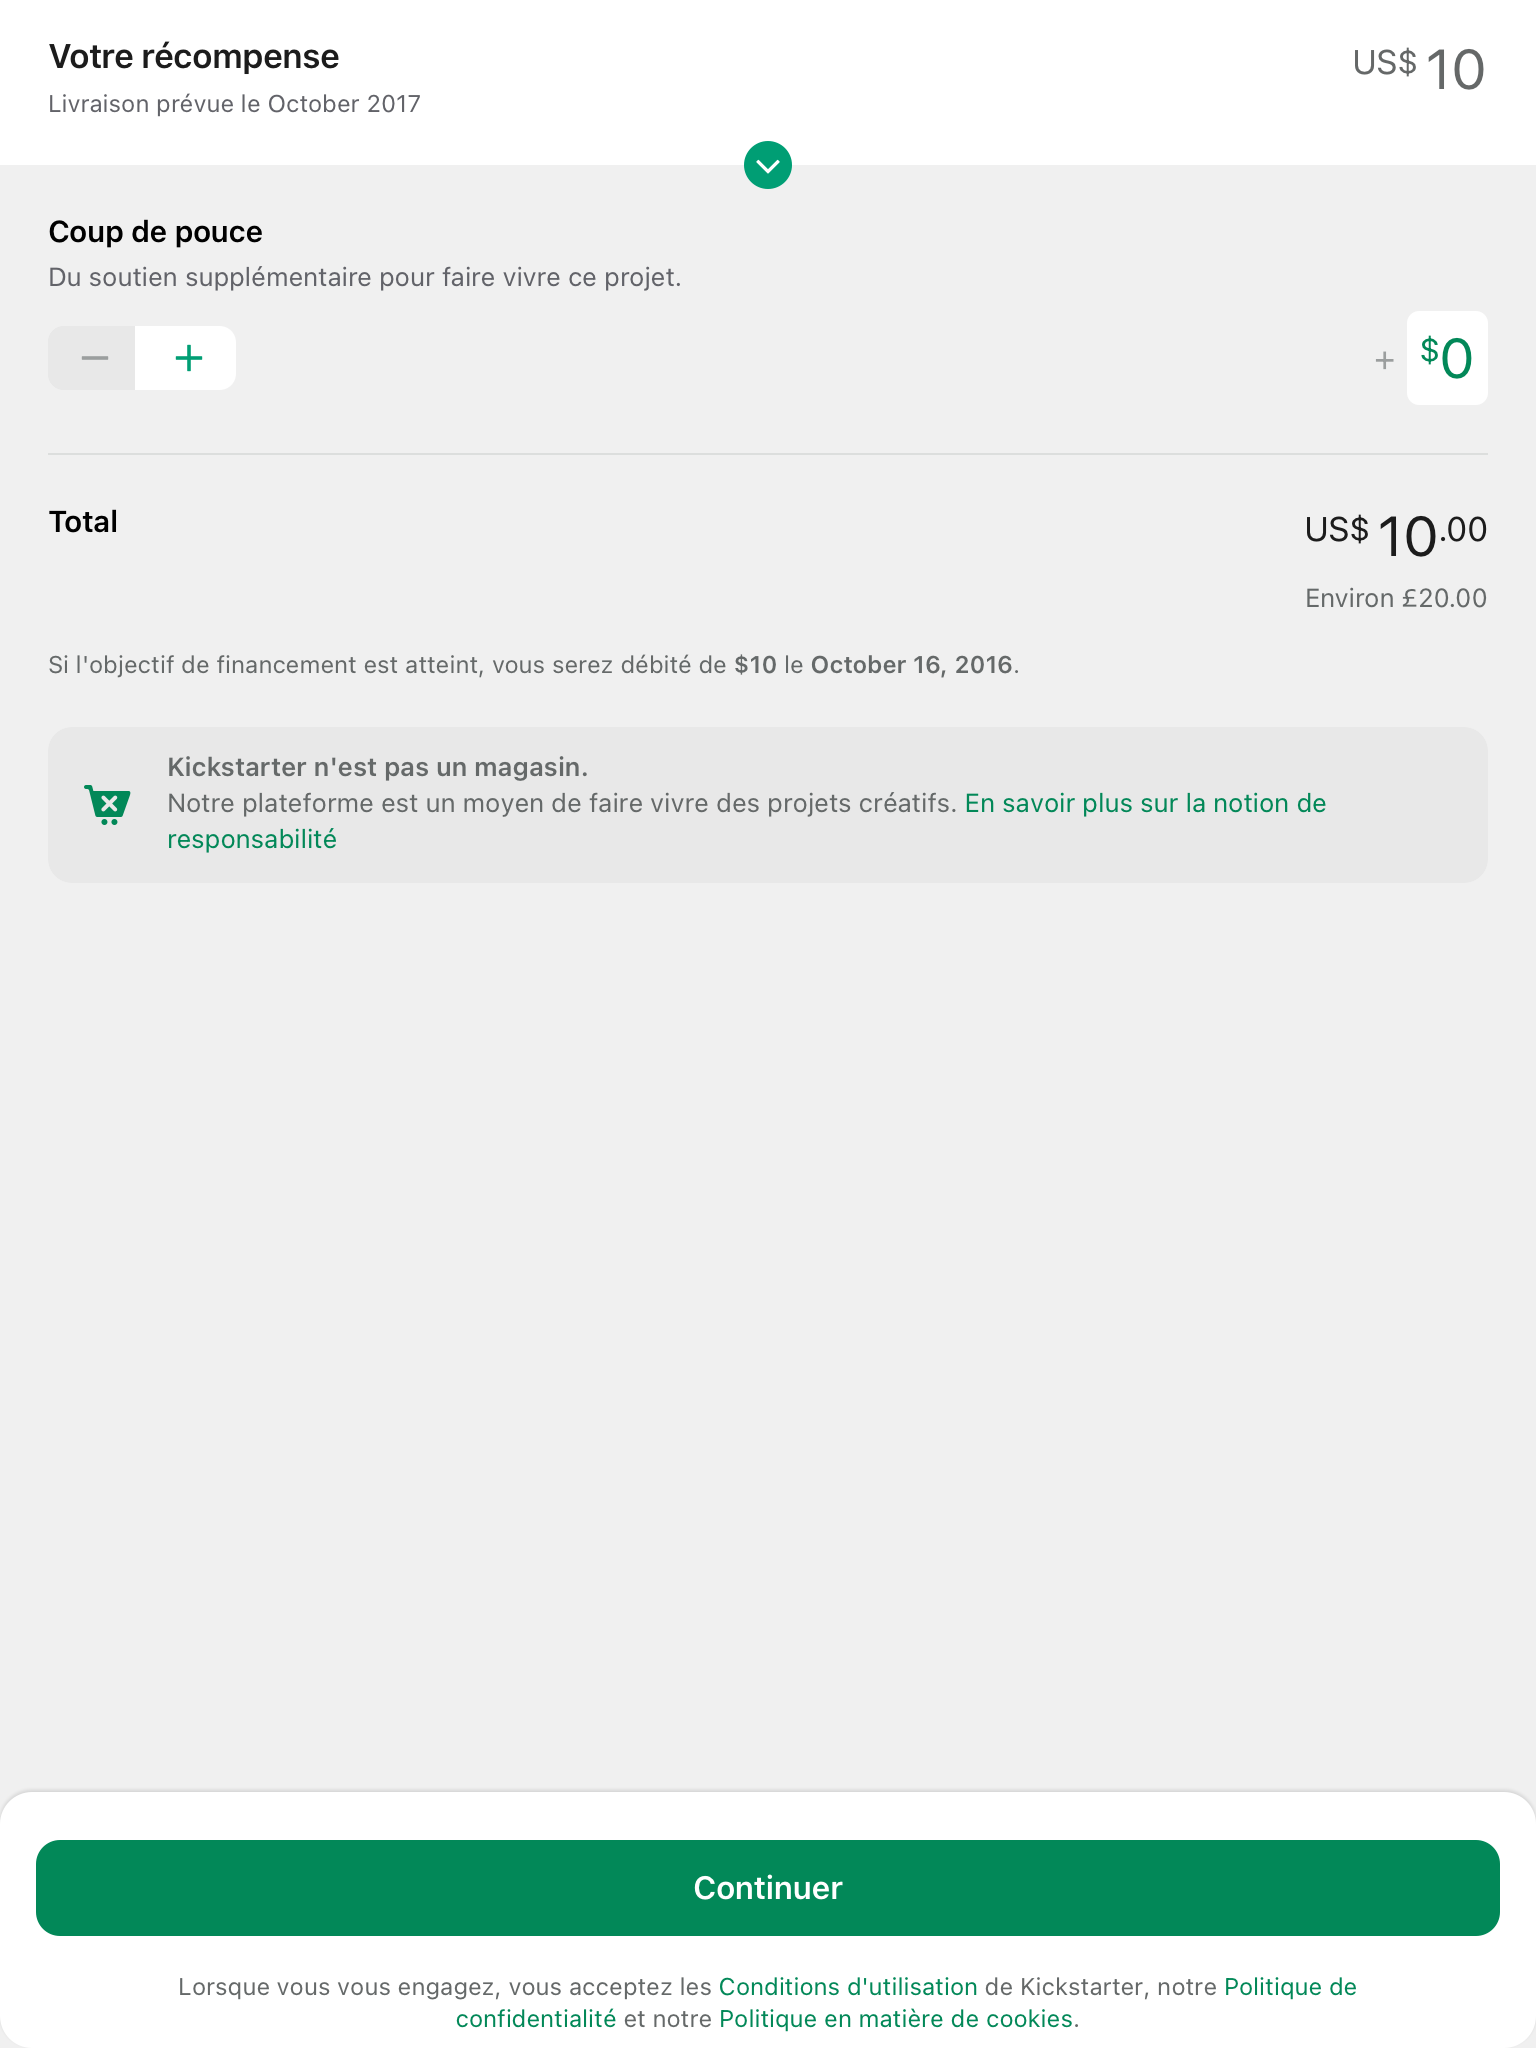 Votre récompense
US$ 10
Livraison prévue le October 2017
Coup de pouce
Du soutien supplémentaire pour faire vivre ce projet.
− +
+ $0
Total
US$ 10.00
Environ £20.00
Si l'objectif de financement est atteint, vous serez débité de $10 le October 16, 2016.
Kickstarter n'est pas un magasin.
Notre plateforme est un moyen de faire vivre des projets créatifs. En savoir plus sur la notion de
responsabilité
Continuer
Lorsque vous vous engagez, vous acceptez les Conditions d'utilisation de Kickstarter, notre Politique de
confidentialité et notre Politique en matière de cookies.